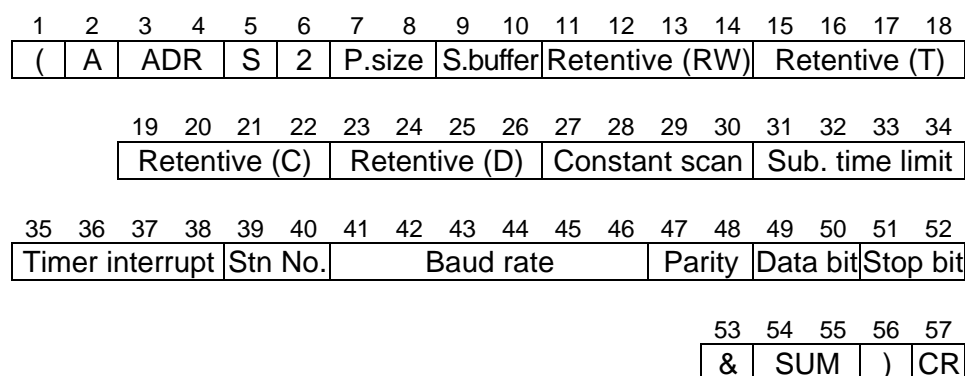 1 2 3 4 5 6 7 8 9 10 11 12 13 14 15 16 17 18
( A ADR S 2 P.size S.buffer Retentive (RW) Retentive (T)
19 20 21 22 23 24 25 26 27 28 29 30 31 32 33 34
Retentive (C) Retentive (D) Constant scan Sub. time limit
35 36 37 38 39 40 41 42 43 44 45 46 47 48 49 50 51 52
Timer interrupt Stn No. Baud rate Parity Data bit Stop bit
53 54 55 56 57
& SUM ) CR